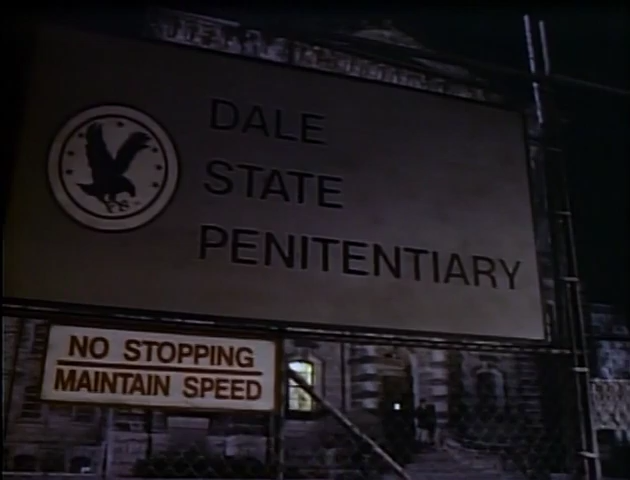 DALE
STATE
PENITENTIARY
NO STOPPING
MAINTAIN SPEED